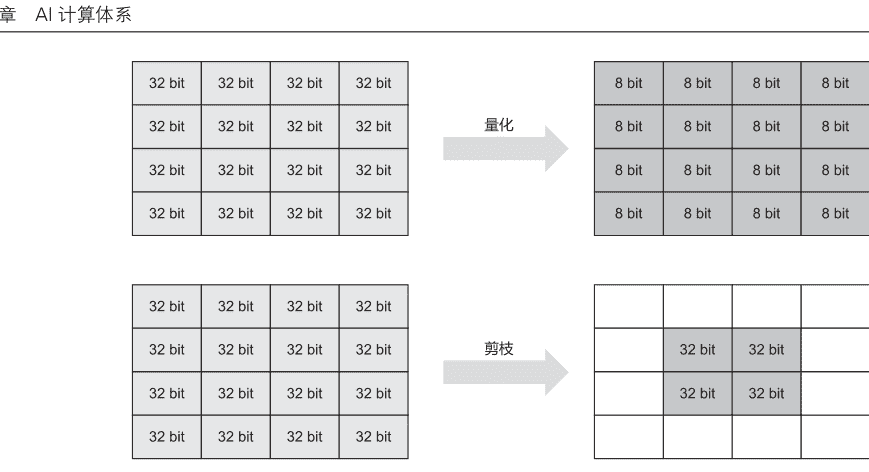 章 AI 计算体系
32 bit 32 bit 32 bit 32 bit 8 bit 8 bit 8 bit 8 bit
量化
32 bit 32 bit 32 bit 32 bit 8 bit 8 bit 8 bit 8 bit
32 bit 32 bit 32 bit 32 bit 8 bit 8 bit 8 bit 8 bit
32 bit 32 bit 32 bit 32 bit 8 bit 8 bit 8 bit 8 bit
32 bit 32 bit 32 bit 32 bit
剪枝
32 bit 32 bit 32 bit 32 bit 32 bit 32 bit
32 bit 32 bit 32 bit 32 bit 32 bit 32 bit
32 bit 32 bit 32 bit 32 bit